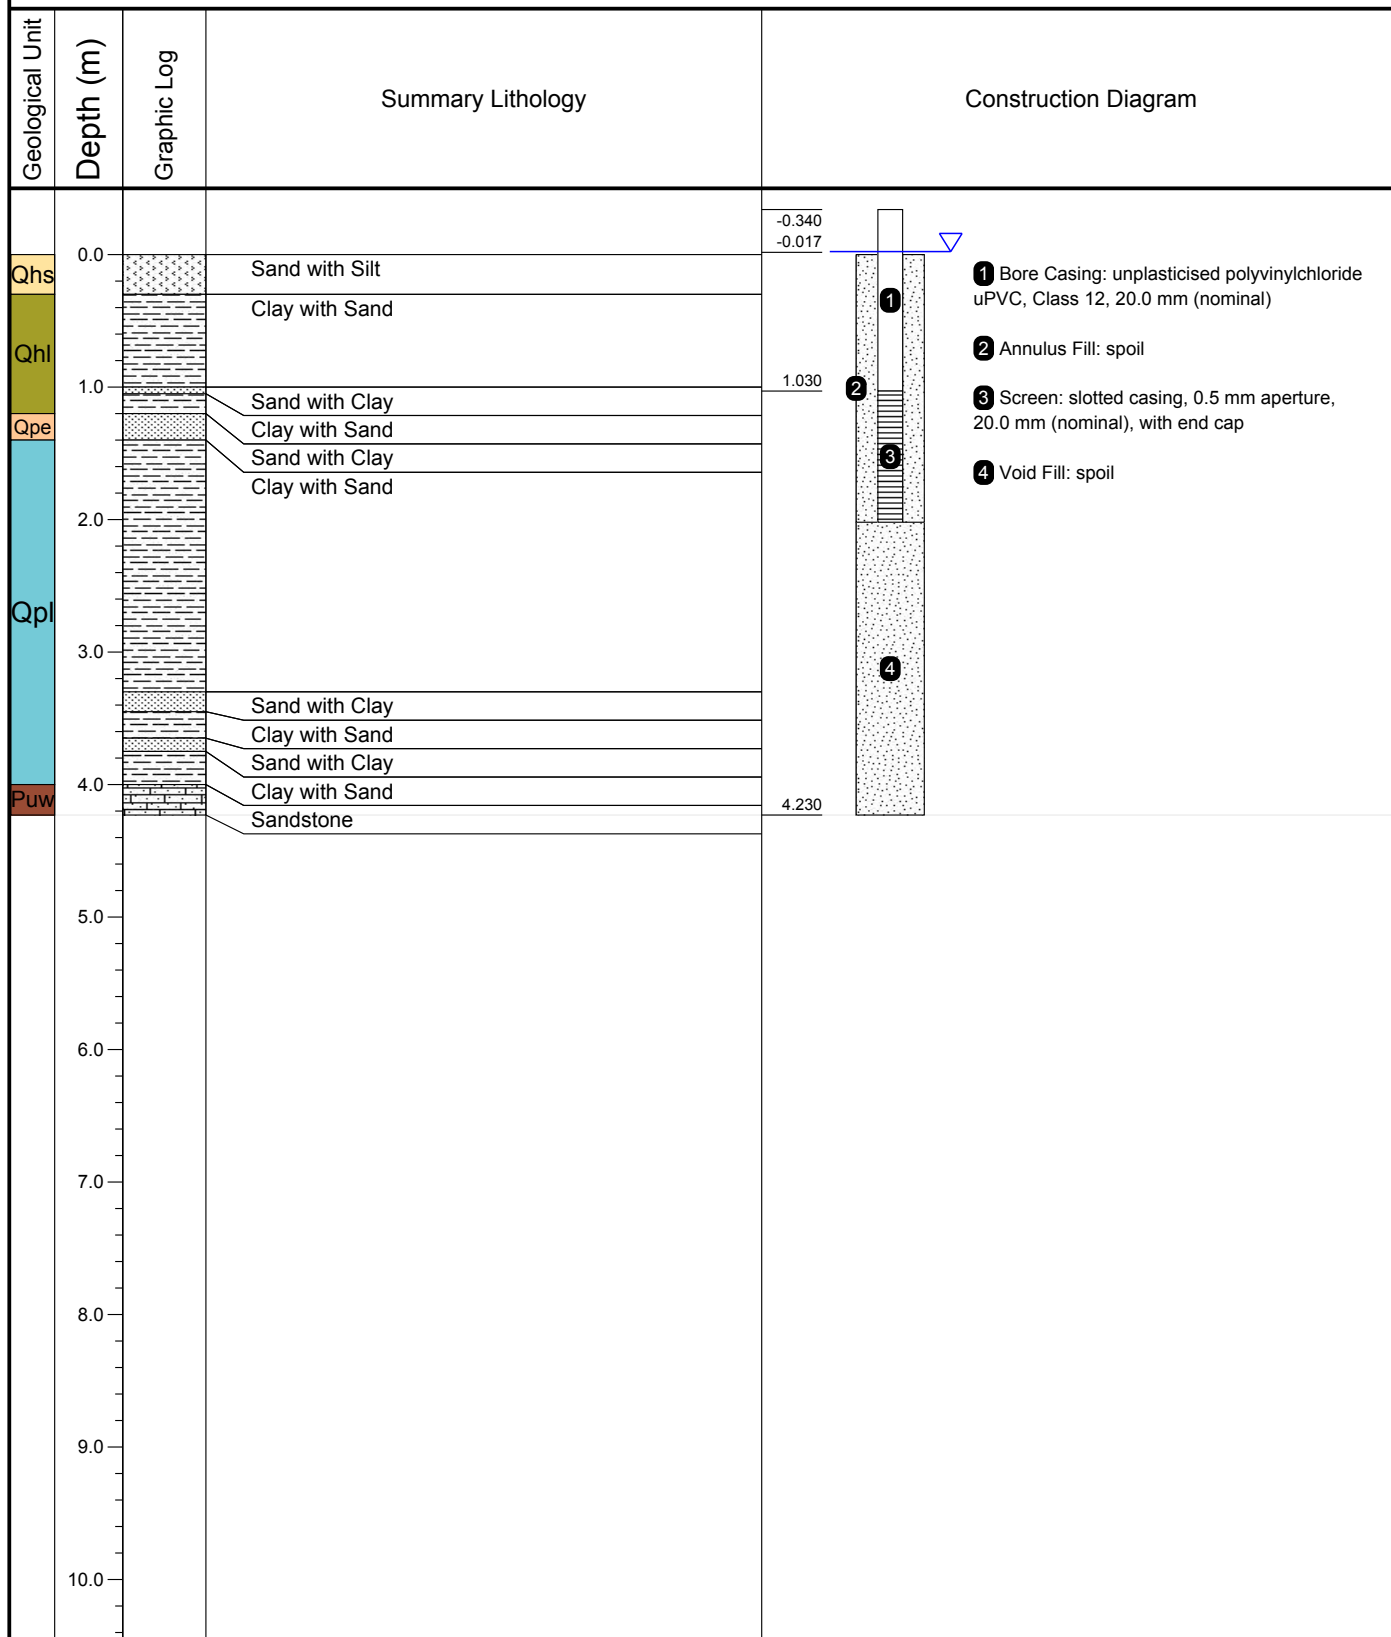 Geological Unit
Depth (m)
Graphic Log
Summary Lithology
Construction Diagram
-0.340
-0.017
0.0
Qhs
Sand with Silt
1 Bore Casing: unplasticised polyvinylchloride
uPVC, Class 12, 20.0 mm (nominal)
1
Clay with Sand
Qhl
2 Annulus Fill: spoil
1.0
1.030
2
Sand with Clay
3 Screen: slotted casing, 0.5 mm aperture,
20.0 mm (nominal), with end cap
Qpe
Clay with Sand
Sand with Clay
3
4 Void Fill: spoil
Clay with Sand
2.0
Qpl
3.0
4
Sand with Clay
Clay with Sand
Sand with Clay
4.0
Clay with Sand
Puw
4.230
Sandstone
5.0
6.0
7.0
8.0
9.0
10.0